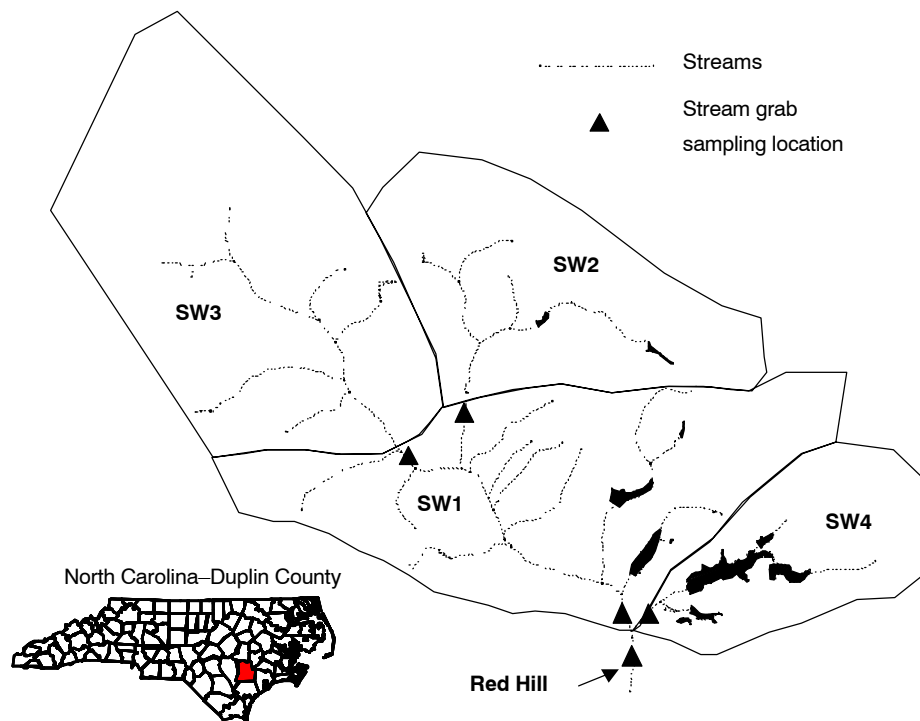 Streams
Stream grab
sampling location
SW2
SW3
SW1
SW4
North Carolina–Duplin County
Red Hill